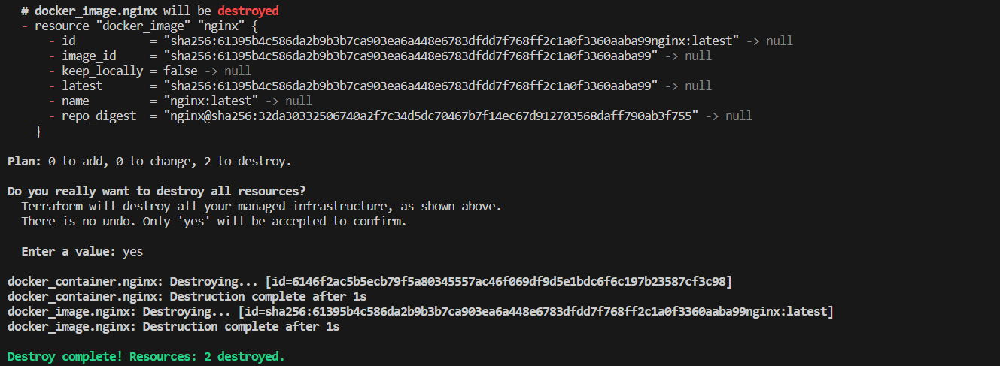 # docker_image.nginx will be destroyed
- resource "docker_image" "nginx" {
- id = "sha256:61395b4c586da2b9b3b7ca903ea6a448e6783dfdd7f768ff2c1a0f3360aaba99nginx:latest" -> null
- image_id = "sha256:61395b4c586da2b9b3b7ca903ea6a448e6783dfdd7f768ff2c1a0f3360aaba99" -> null
- keep_locally = false -> null
- latest = "sha256:61395b4c586da2b9b3b7ca903ea6a448e6783dfdd7f768ff2c1a0f3360aaba99" -> null
- name = "nginx:latest" -> null
- repo_digest = "nginx@sha256:32da30332506740a2f7c34d5dc70467b7f14ec67d912703568daff790ab3f755" -> null
}
Plan: 0 to add, 0 to change, 2 to destroy.
Do you really want to destroy all resources?
Terraform will destroy all your managed infrastructure, as shown above.
There is no undo. Only 'yes' will be accepted to confirm.
Enter a value: yes
docker_container.nginx: Destroying... [id=6146f2ac5b5ecb79f5a80345557ac46f069df9d5e1bdc6f6c197b23587cf3c98]
docker_container.nginx: Destruction complete after 1s
docker_image.nginx: Destroying... [id=sha256:61395b4c586da2b9b3b7ca903ea6a448e6783dfdd7f768ff2c1a0f3360aaba99nginx:latest]
docker_image.nginx: Destruction complete after 1s
Destroy complete! Resources: 2 destroyed.